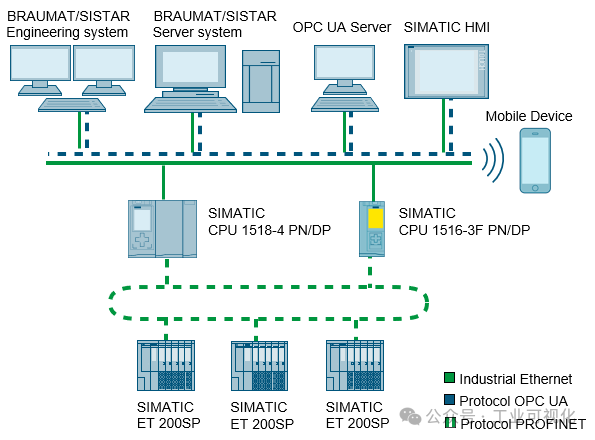 BRAUMAT/SISTAR
Engineering system
BRAUMAT/SISTAR
Server system
OPC UA Server
SIMATIC HMI
Mobile Device
SIMATIC
CPU 1518-4 PN/DP
SIMATIC
CPU 1516-3F PN/DP
SIMATIC
ET 200SP
SIMATIC
ET 200SP
SIMATIC
ET 200SP
Industrial Ethernet
Protocol OPC UA
Protocol PROFINET
公众号 · 工业可视化